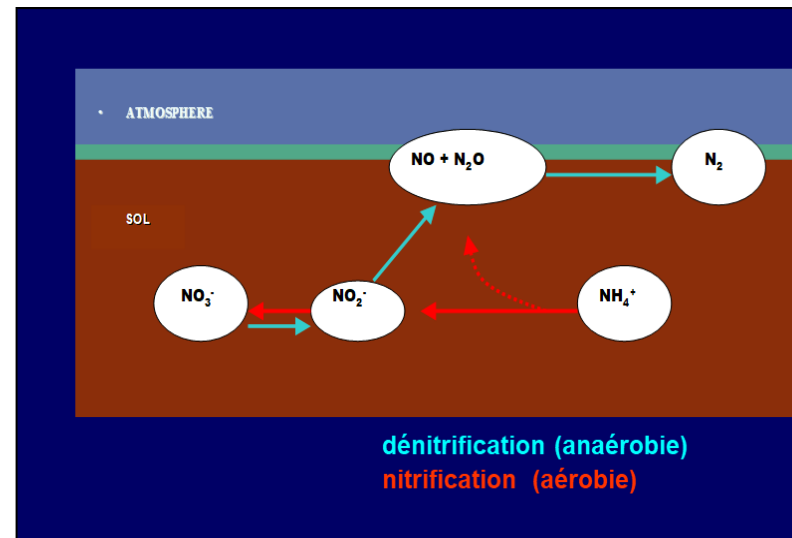 • ATMOSPHERE
NO + N₂O
N₂
SOL
NO₃⁻
NO₂⁻
NH₄⁺
dénitrification (anaérobie)
nitrification (aérobie)